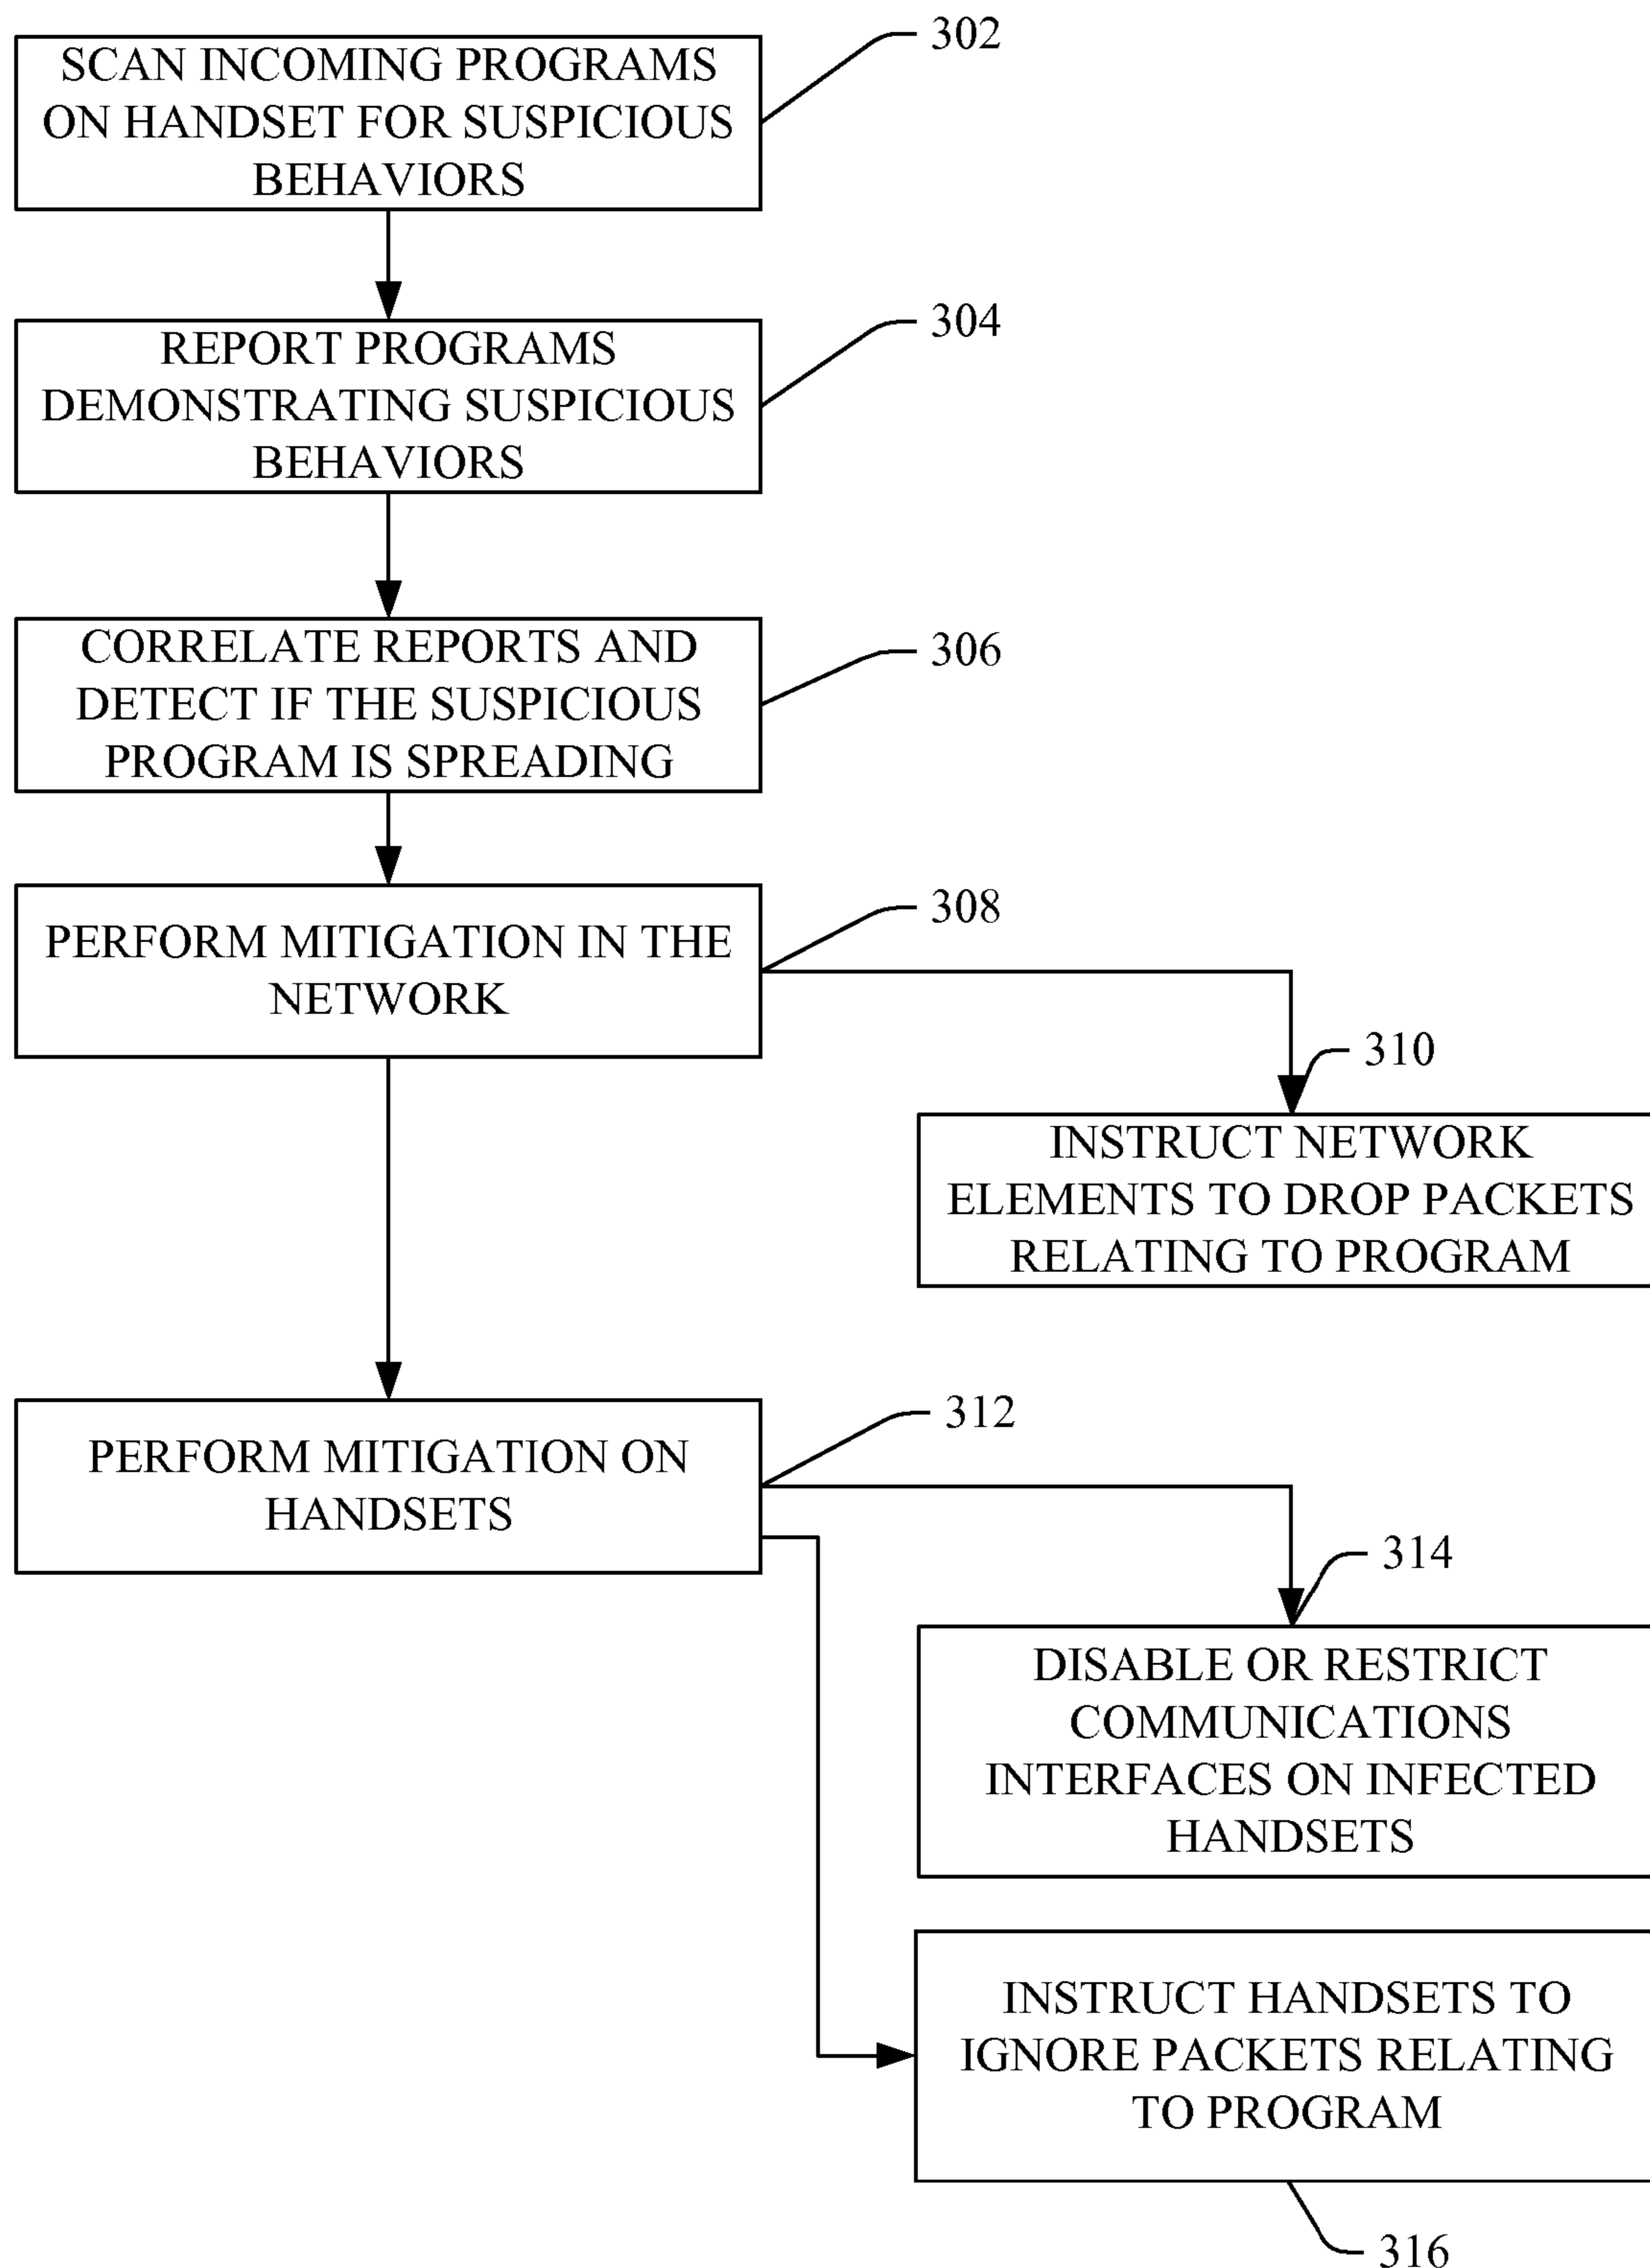 302
SCAN INCOMING PROGRAMS
ON HANDSET FOR SUSPICIOUS
BEHAVIORS
304
REPORT PROGRAMS
DEMONSTRATING SUSPICIOUS
BEHAVIORS
306
CORRELATE REPORTS AND
DETECT IF THE SUSPICIOUS
PROGRAM IS SPREADING
308
PERFORM MITIGATION IN THE
NETWORK
310
INSTRUCT NETWORK
ELEMENTS TO DROP PACKETS
RELATING TO PROGRAM
312
PERFORM MITIGATION ON
HANDSETS
314
DISABLE OR RESTRICT
COMMUNICATIONS
INTERFACES ON INFECTED
HANDSETS
INSTRUCT HANDSETS TO
IGNORE PACKETS RELATING
TO PROGRAM
316